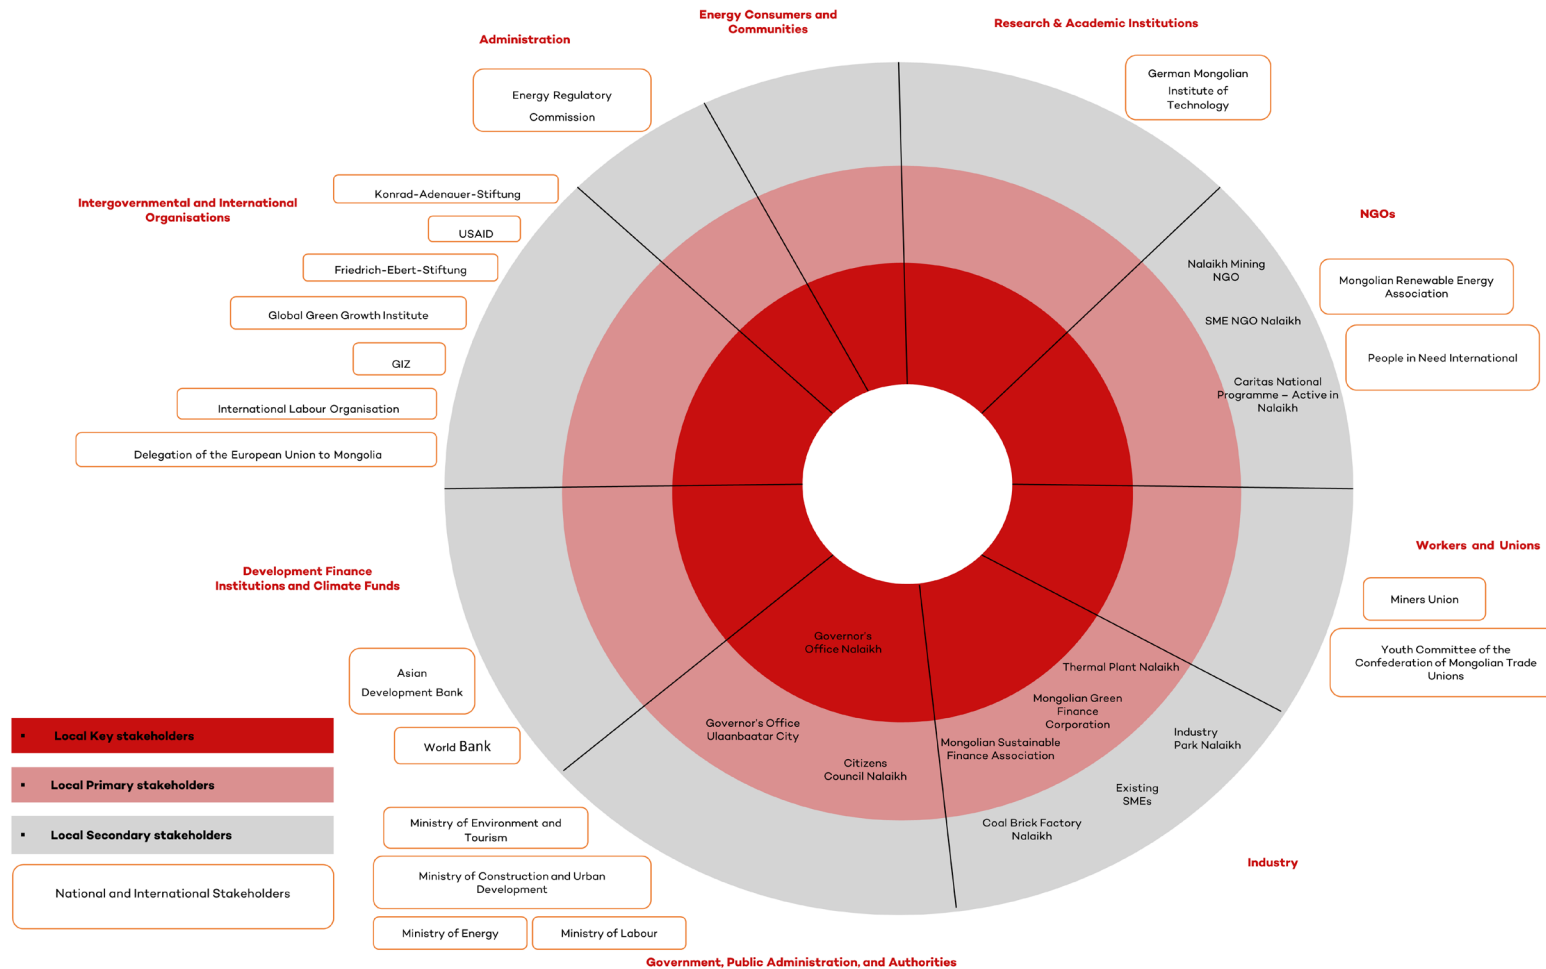 Energy Consumers and
Communities
Research & Academic Institutions
Administration
Energy Regulatory
Commission
German Mongolian
Institute of
Technology
Intergovernmental and International
Organisations
Konrad-Adenauer-Stiftung
USAID
Friedrich-Ebert-Stiftung
Global Green Growth Institute
GIZ
International Labour Organisation
Delegation of the European Union to Mongolia
NGOs
Nalaikh Mining
NGO
SME NGO Nalaikh
Caritas National
Programme – Active in
Nalaikh
Mongolian Renewable Energy
Association
People in Need International
Workers and Unions
Miners Union
Youth Committee of the
Confederation of Mongolian Trade
Unions
Development Finance
Institutions and Climate Funds
Asian
Development Bank
World Bank
Governor's
Office Nalaikh
Governor's Office
Ulaanbaatar City
Citizens
Council Nalaikh
Thermal Plant Nalaikh
Mongolian Green
Finance
Corporation
Mongolian Sustainable
Finance Association
Industry
Park Nalaikh
Existing
SMEs
Coal Brick Factory
Nalaikh
Industry
▪ Local Key stakeholders
▪ Local Primary stakeholders
▪ Local Secondary stakeholders
National and International Stakeholders
Ministry of Environment and
Tourism
Ministry of Construction and Urban
Development
Ministry of Energy
Ministry of Labour
Government, Public Administration, and Authorities